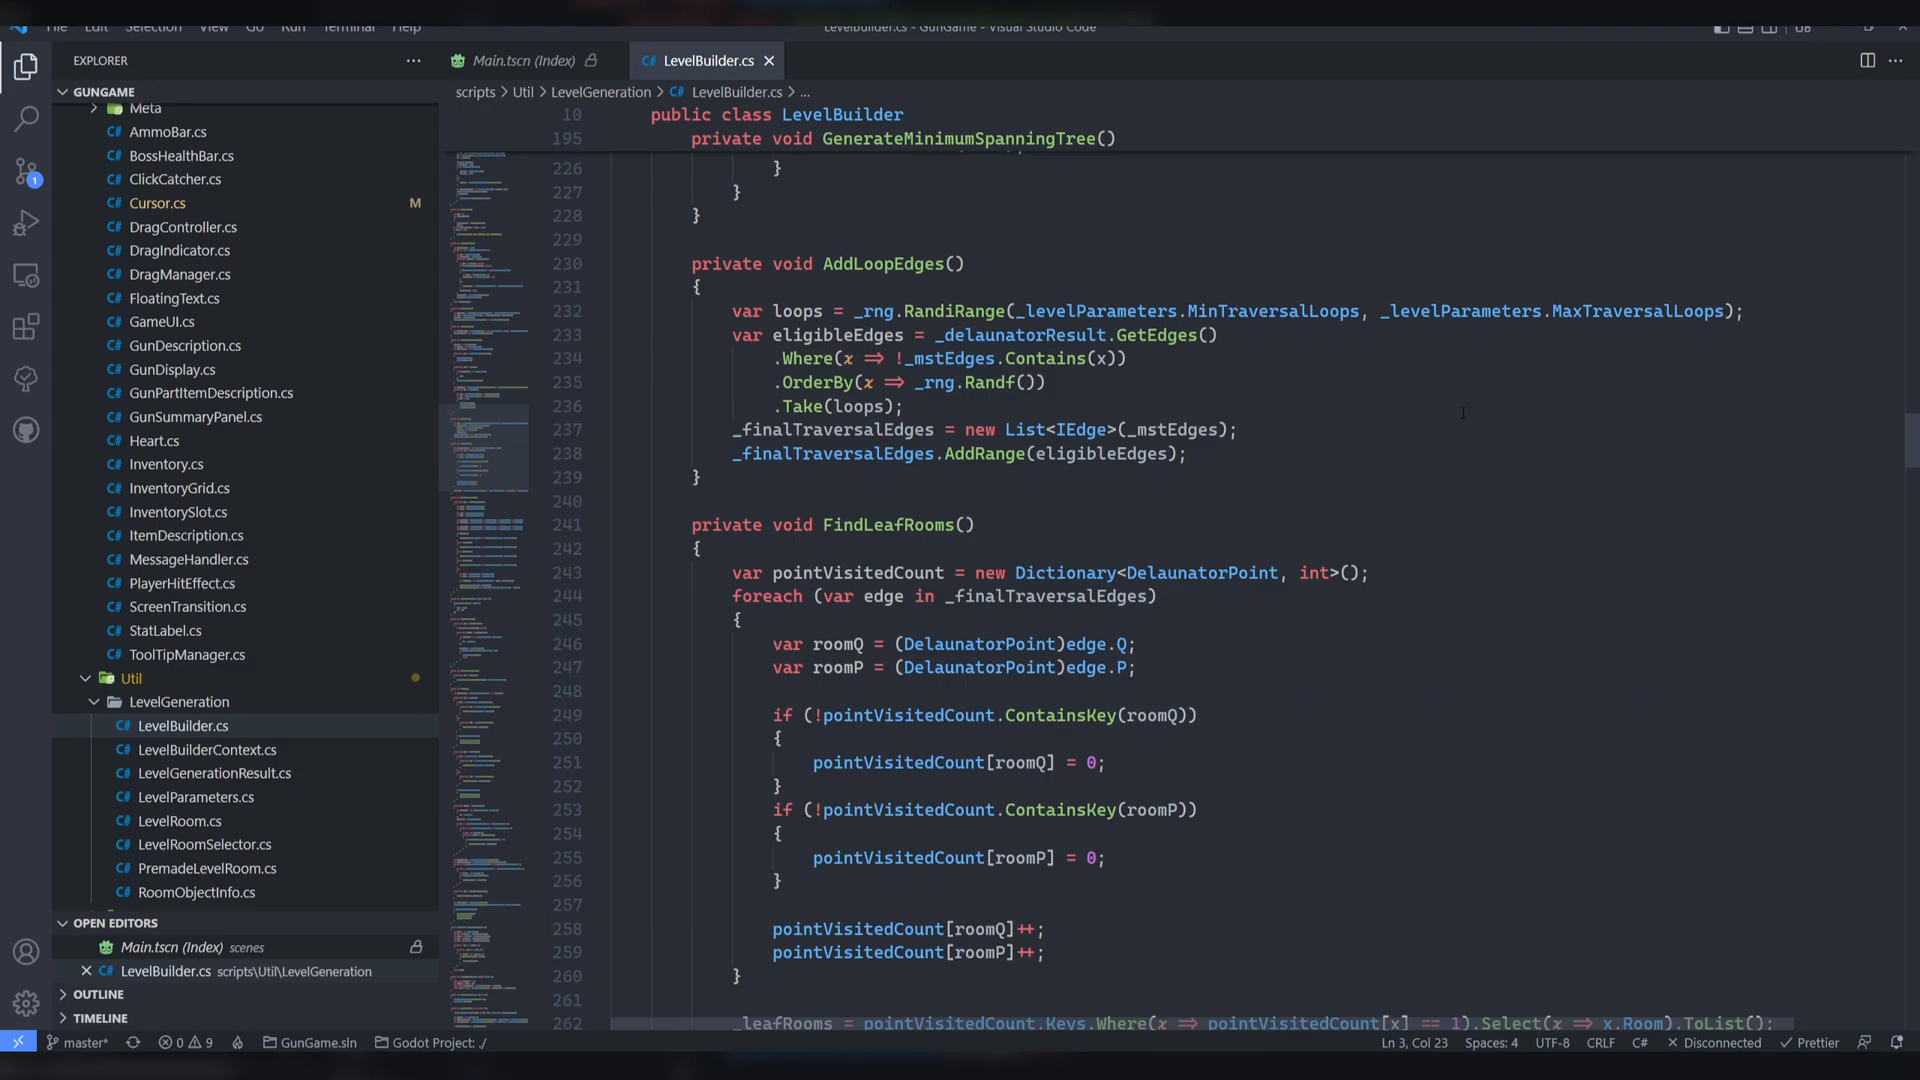 File Edit Selection View Go Run Terminal Help
LevelBuilder.cs - GunGame - Visual Studio Code
EXPLORER
GUNGAME
Meta
AmmoBar.cs
BossHealthBar.cs
ClickCatcher.cs
Cursor.cs M
DragController.cs
DragIndicator.cs
DragManager.cs
FloatingText.cs
GameUI.cs
GunDescription.cs
GunDisplay.cs
GunPartItemDescription.cs
GunSummaryPanel.cs
Heart.cs
Inventory.cs
InventoryGrid.cs
InventorySlot.cs
ItemDescription.cs
MessageHandler.cs
PlayerHitEffect.cs
ScreenTransition.cs
StatLabel.cs
ToolTipManager.cs
Util
LevelGeneration
LevelBuilder.cs
LevelBuilderContext.cs
LevelGenerationResult.cs
LevelParameters.cs
LevelRoom.cs
LevelRoomSelector.cs
PremadeLevelRoom.cs
RoomObjectInfo.cs
OPEN EDITORS
Main.tscn (Index) scenes
LevelBuilder.cs scripts\Util\LevelGeneration
OUTLINE
TIMELINE
1
Main.tscn (Index)
C# LevelBuilder.cs
scripts > Util > LevelGeneration > C# LevelBuilder.cs > ...
10 public class LevelBuilder
195 private void GenerateMinimumSpanningTree()
226 }
227 }
228 }
229
230 private void AddLoopEdges()
231 {
232 var loops = _rng.RandiRange(_levelParameters.MinTraversalLoops, _levelParameters.MaxTraversalLoops);
233 var eligibleEdges = _delaunatorResult.GetEdges()
234 .Where(x => !_mstEdges.Contains(x))
235 .OrderBy(x => _rng.Randf())
236 .Take(loops);
237 _finalTraversalEdges = new List<IEdge>(_mstEdges);
238 _finalTraversalEdges.AddRange(eligibleEdges);
239 }
240
241 private void FindLeafRooms()
242 {
243 var pointVisitedCount = new Dictionary<DelaunatorPoint, int>();
244 foreach (var edge in _finalTraversalEdges)
245 {
246 var roomQ = (DelaunatorPoint)edge.Q;
247 var roomP = (DelaunatorPoint)edge.P;
248
249 if (!pointVisitedCount.ContainsKey(roomQ))
250 {
251 pointVisitedCount[roomQ] = 0;
252 }
253 if (!pointVisitedCount.ContainsKey(roomP))
254 {
255 pointVisitedCount[roomP] = 0;
256 }
257
258 pointVisitedCount[roomQ]++;
259 pointVisitedCount[roomP]++;
260 }
261
262 _leafRooms = pointVisitedCount.Keys.Where(x => pointVisitedCount[x] == 1).Select(x => x.Room).ToList();
master* 0 9 GunGame.sln Godot Project: ./ Ln 3, Col 23 Spaces: 4 UTF-8 CRLF C# Disconnected Prettier